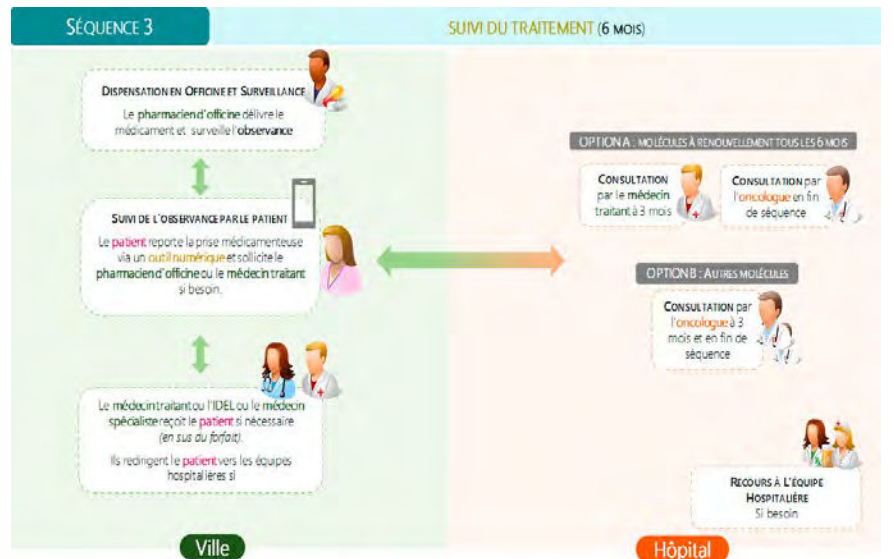 SÉQUENCE 3
SUIVI DU TRAITEMENT (6 MOIS)
DISPENSATION EN OFFICINE ET SURVEILLANCE
Le pharmacien d'officine délivre le
médicament et surveille l'observance
SUIVI DE L'OBSERVANCE PAR LE PATIENT
Le patient reporte la prise médicamenteuse
via un outil numérique et sollicite le
pharmacien d'officine ou le médecin traitant
si besoin.
Le médecin traitant ou l'IDEL ou le médecin
spécialiste reçoit le patient si nécessaire
(en sus du forfait).
Ils redirigent le patient vers les équipes
hospitalières si
Ville
OPTION A : MOLÉCULES À RENOUVELLEMENT TOUS LES 6 MOIS
CONSULTATION
par le médecin
traitant à 3 mois
CONSULTATION par
l'oncologue en fin
de séquence
OPTION B : AUTRES MOLÉCULES
CONSULTATION par
l'oncologue à 3
mois et en fin de
séquence
RECOURS À L'ÉQUIPE
HOSPITALIÈRE
Si besoin
Hôpital